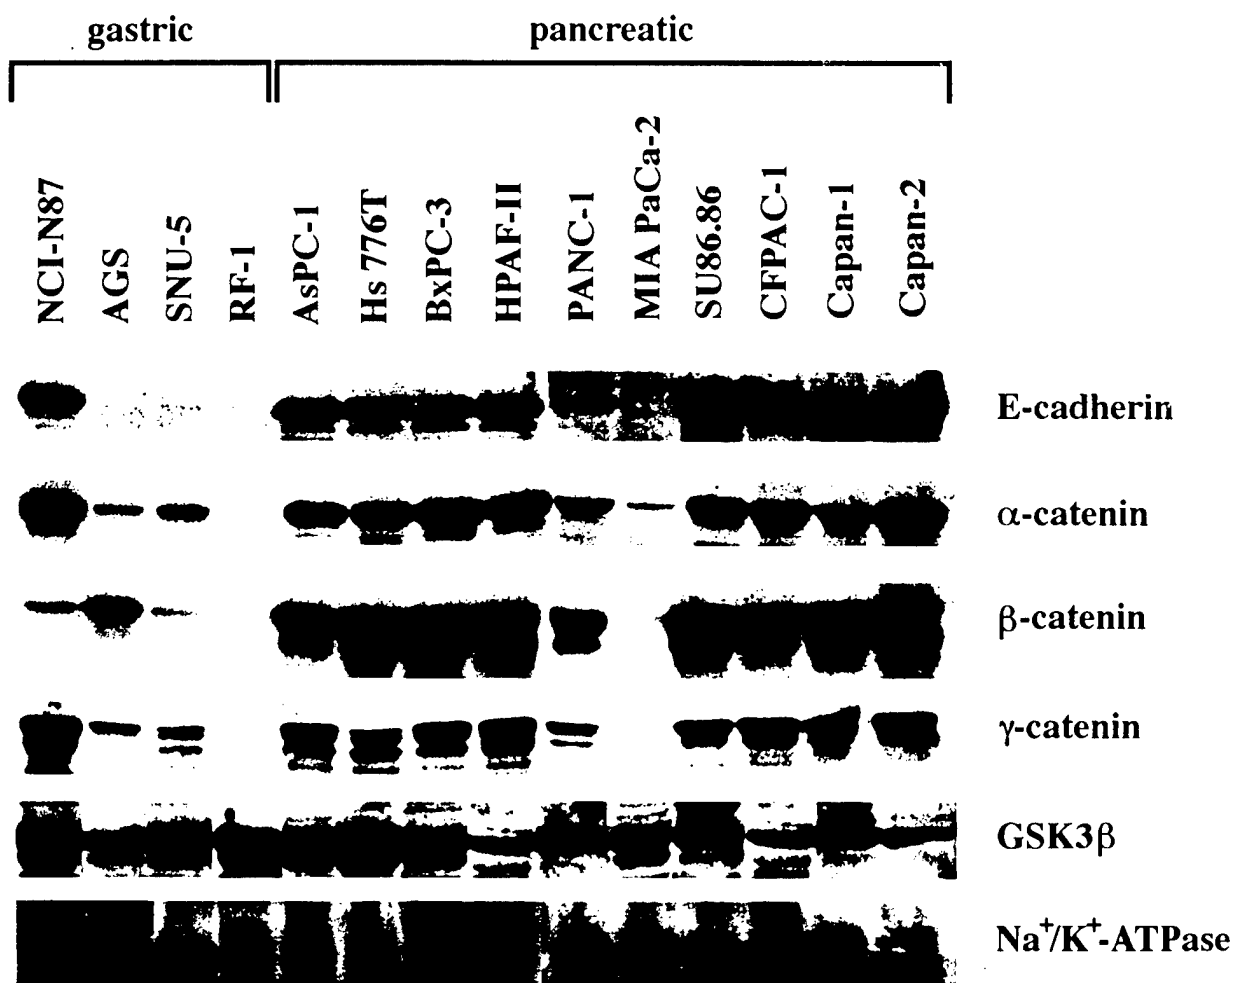 gastric
pancreatic
NCI-N87
AGS
SNU-5
RF-1
AsPC-1
Hs 776T
BxPC-3
HPAF-II
PANC-1
MIA PaCa-2
SU86.86
CFPAC-1
Capan-1
Capan-2
E-cadherin
α-catenin
β-catenin
γ-catenin
GSK3β
Na⁺/K⁺-ATPase